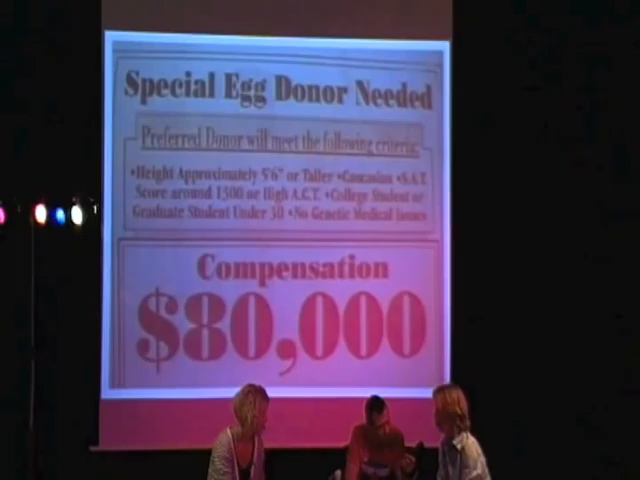 Special Egg Donor Needed
Preferred Donor will meet the following criteria:
•Height Approximately 5'6" or Taller •Caucasian •S.A.T.
Score around 1300 or High A.C.T. •College Student or
Graduate Student Under 30 •No Genetic Medical Issues
Compensation
$80,000